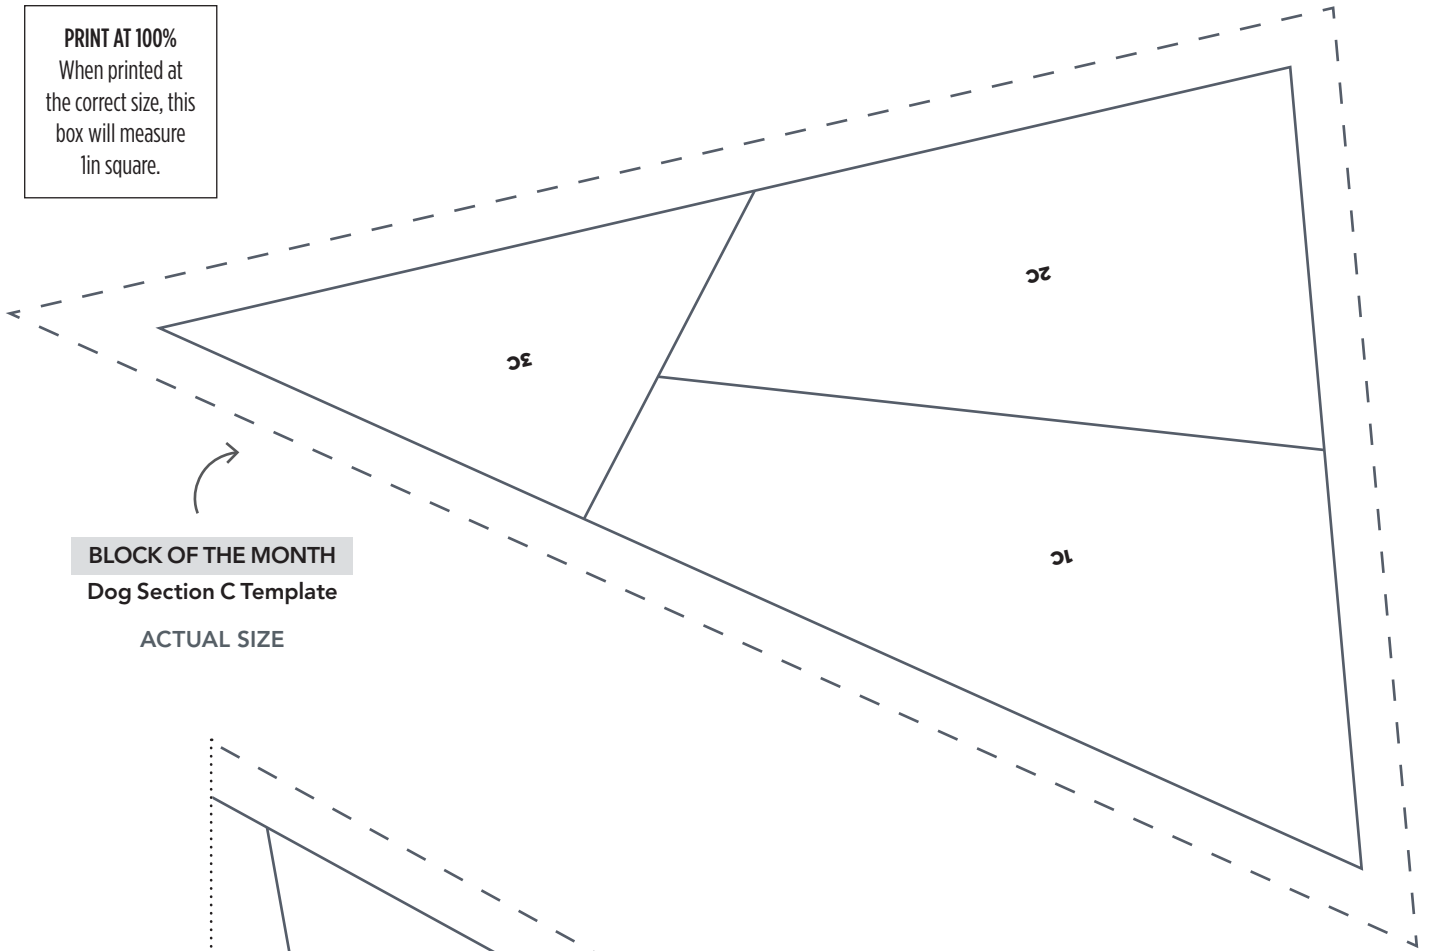 PRINT AT 100%
When printed at
the correct size, this
box will measure
1in square.
2C
3C
1C
BLOCK OF THE MONTH
Dog Section C Template
ACTUAL SIZE